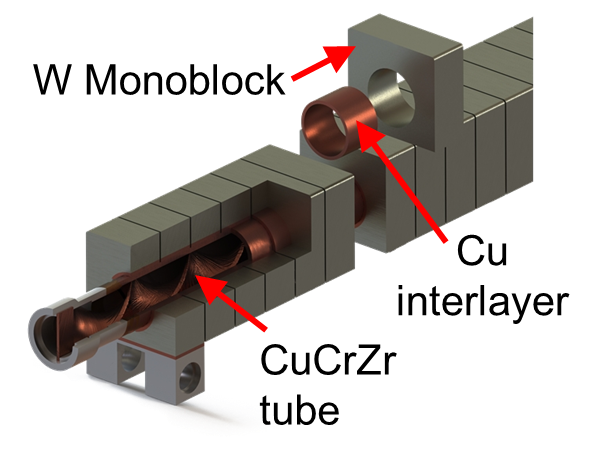 W Monoblock
Cu
interlayer
CuCrZr
tube